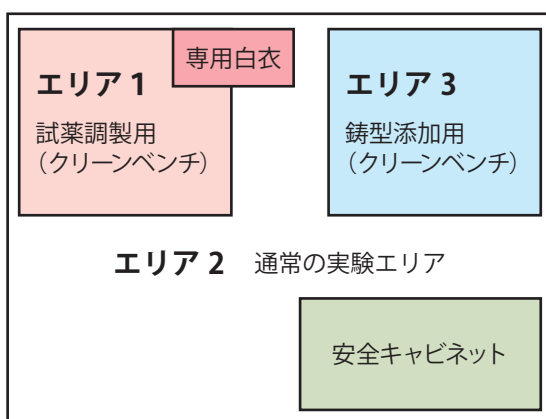 専用白衣
エリア 1
試薬調製用
（クリーンベンチ）
エリア 3
鋳型添加用
（クリーンベンチ）
エリア 2 通常の実験エリア
安全キャビネット